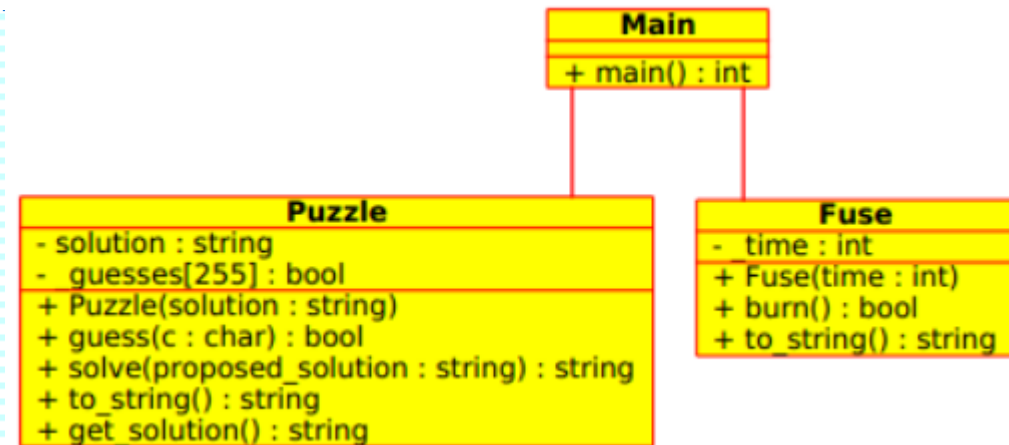 Main
+ main() : int
Puzzle
- solution : string
- _guesses[255] : bool
+ Puzzle(solution : string)
+ guess(c : char) : bool
+ solve(proposed_solution : string) : string
+ to_string() : string
+ get_solution() : string
Fuse
- _time : int
+ Fuse(time : int)
+ burn() : bool
+ to_string() : string